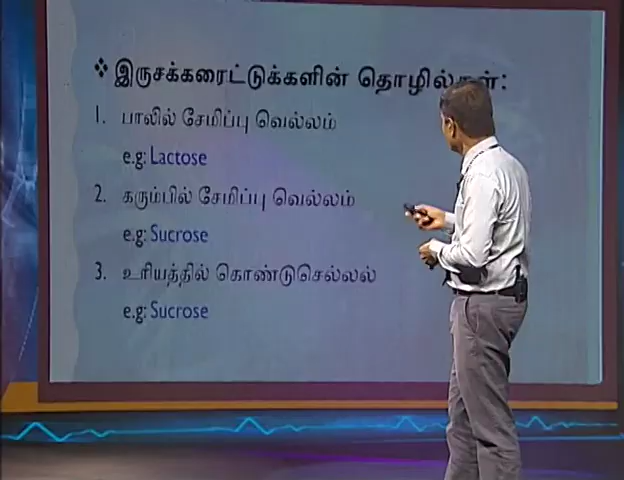 ❖ இருசக்கரைட்டுக்களின் தொழில்கள்:
1. பாலில் சேமிப்பு வெல்லம்
e.g: Lactose
2. கரும்பில் சேமிப்பு வெல்லம்
e.g: Sucrose
3. உரியத்தில் கொண்டுசெல்லல்
e.g: Sucrose